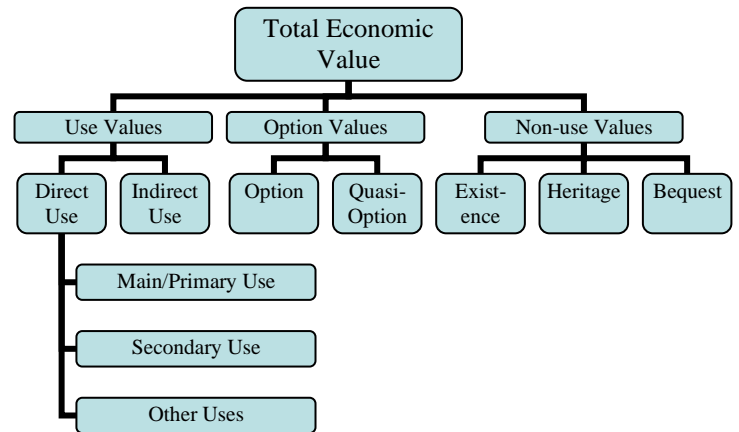 Total Economic
Value
Use Values
Option Values
Non-use Values
Direct
Use
Indirect
Use
Option
Quasi-
Option
Exist-
ence
Heritage
Bequest
Main/Primary Use
Secondary Use
Other Uses